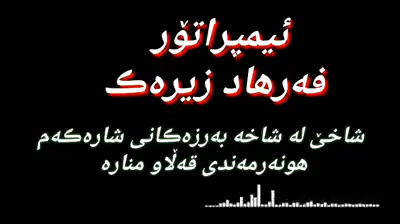 ئیمپراتۆر
فەرهاد زیرەک
شاخێ لە شاخە بەرزەکانی شارەکەم
هونەرمەندی قەڵاو منارە